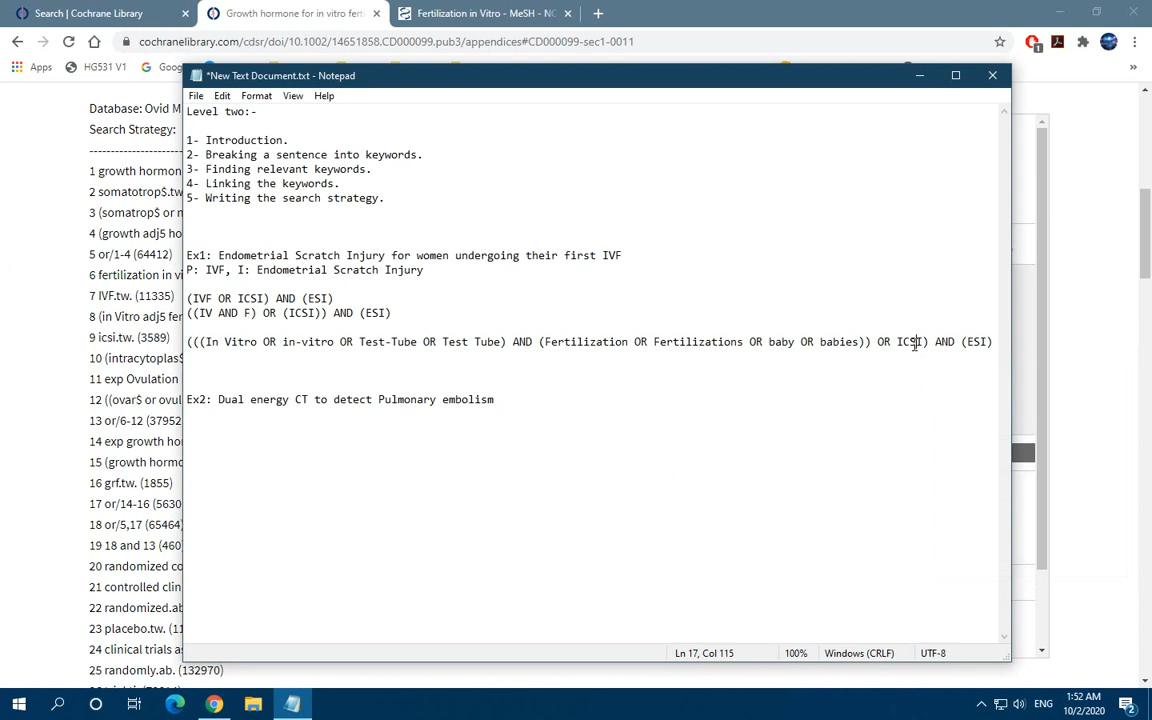 Search | Cochrane Library
Growth hormone for in vitro fert
Fertilization in Vitro - MeSH - NC
cochranelibrary.com/cdsr/doi/10.1002/14651858.CD000099.pub3/appendices#CD000099-sec1-0011
Apps
HG531 V1
Goog
*New Text Document.txt - Notepad
File Edit Format View Help
Database: Ovid M
Search Strategy:
1 growth hormon
2 somatotrop$.tw
3 (somatrop$ or n
4 (growth adj5 ho
5 or/1-4 (64412)
6 fertilization in vi
7 IVF.tw. (11335)
8 (in Vitro adj5 fer
9 icsi.tw. (3589)
10 (intracytoplas$
11 exp Ovulation
12 ((ovar$ or ovul
13 or/6-12 (37952
14 exp growth hor
15 (growth hormo
16 grf.tw. (1855)
17 or/14-16 (5630
18 or/5,17 (65464
19 18 and 13 (460)
20 randomized co
21 controlled clin
22 randomized.ab
23 placebo.tw. (11
24 clinical trials as
25 randomly.ab. (132970)
Level two:-
1- Introduction.
2- Breaking a sentence into keywords.
3- Finding relevant keywords.
4- Linking the keywords.
5- Writing the search strategy.
Ex1: Endometrial Scratch Injury for women undergoing their first IVF
P: IVF, I: Endometrial Scratch Injury
(IVF OR ICSI) AND (ESI)
((IV AND F) OR (ICSI)) AND (ESI)
(((In Vitro OR in-vitro OR Test-Tube OR Test Tube) AND (Fertilization OR Fertilizations OR baby OR babies)) OR ICSI) AND (ESI)
Ex2: Dual energy CT to detect Pulmonary embolism
Ln 17, Col 115
100%
Windows (CRLF)
UTF-8
ENG
1:52 AM
10/2/2020